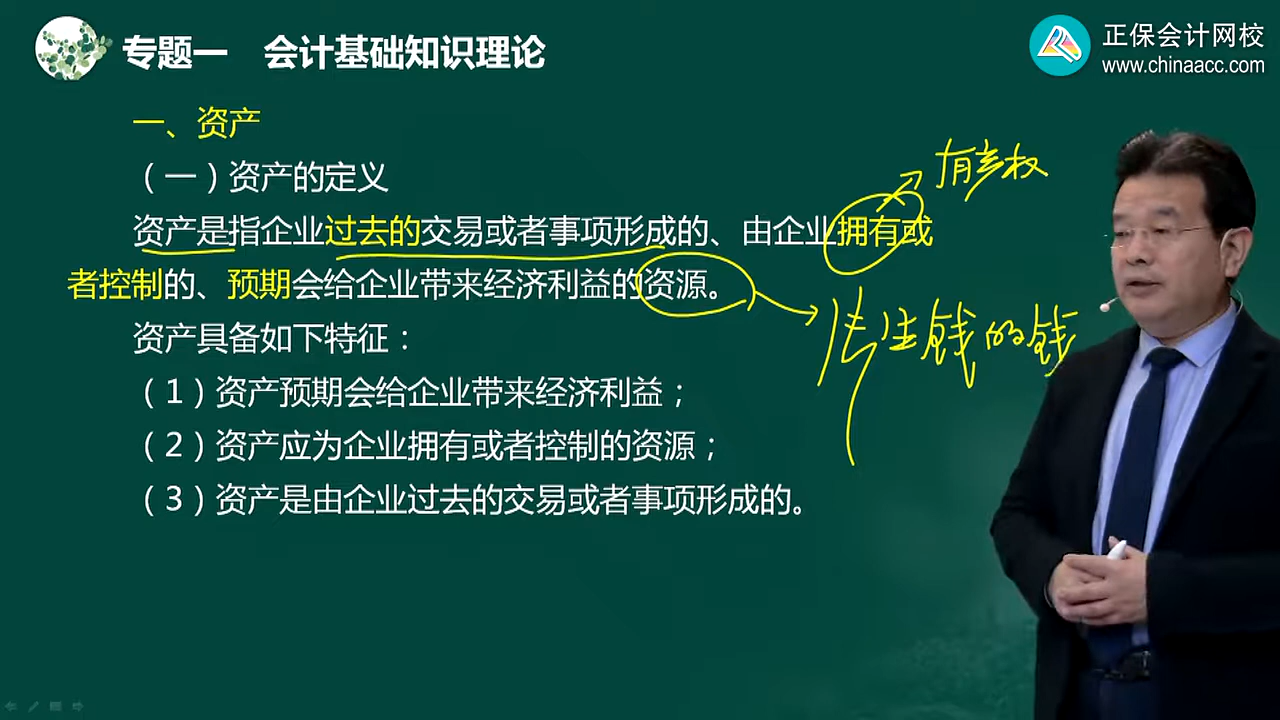 专题一 会计基础知识理论
正保会计网校
www.chinaacc.com
一、资产
（一）资产的定义
有产权
资产是指企业过去的交易或者事项形成的、由企业拥有或
者控制的、预期会给企业带来经济利益的资源。
生钱的钱
资产具备如下特征：
（1）资产预期会给企业带来经济利益；
（2）资产应为企业拥有或者控制的资源；
（3）资产是由企业过去的交易或者事项形成的。